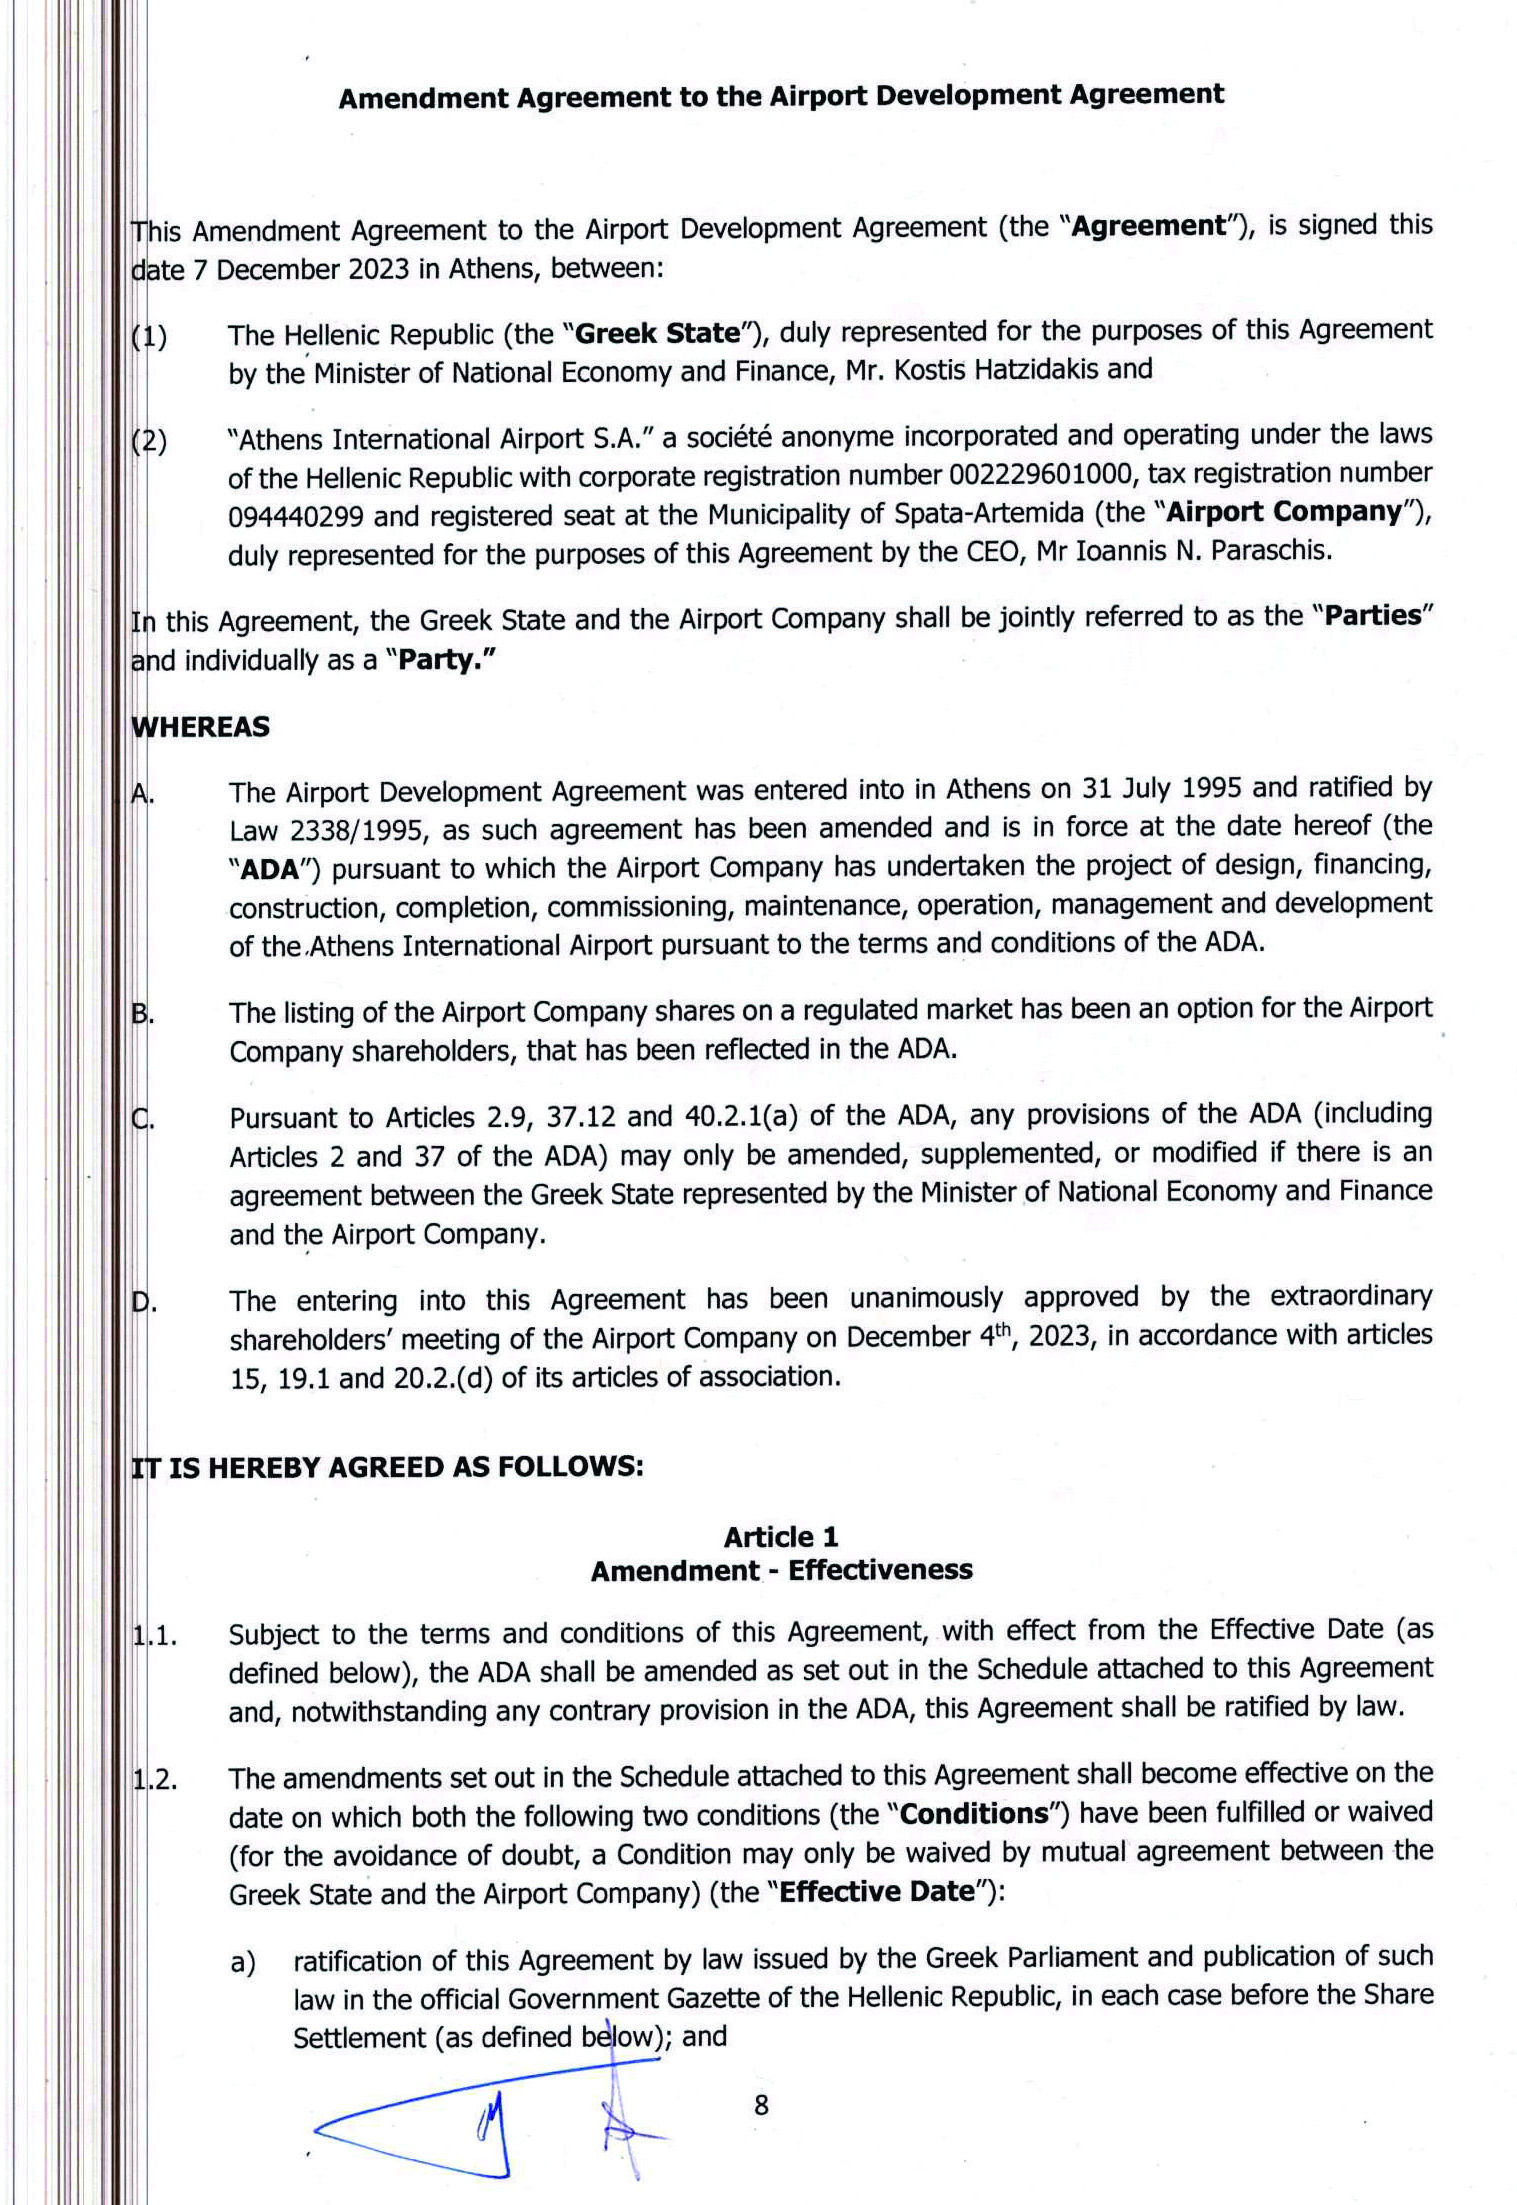 Amendment Agreement to the Airport Development Agreement
This Amendment Agreement to the Airport Development Agreement (the “Agreement”), is signed this
date 7 December 2023 in Athens, between:
(1) The Hellenic Republic (the “Greek State”), duly represented for the purposes of this Agreement
by the Minister of National Economy and Finance, Mr. Kostis Hatzidakis and
(2) “Athens International Airport S.A.” a société anonyme incorporated and operating under the laws
of the Hellenic Republic with corporate registration number 002229601000, tax registration number
094440299 and registered seat at the Municipality of Spata-Artemida (the “Airport Company”),
duly represented for the purposes of this Agreement by the CEO, Mr Ioannis N. Paraschis.
In this Agreement, the Greek State and the Airport Company shall be jointly referred to as the “Parties”
and individually as a “Party.”
WHEREAS
A. The Airport Development Agreement was entered into in Athens on 31 July 1995 and ratified by
Law 2338/1995, as such agreement has been amended and is in force at the date hereof (the
“ADA”) pursuant to which the Airport Company has undertaken the project of design, financing,
construction, completion, commissioning, maintenance, operation, management and development
of the Athens International Airport pursuant to the terms and conditions of the ADA.
B. The listing of the Airport Company shares on a regulated market has been an option for the Airport
Company shareholders, that has been reflected in the ADA.
C. Pursuant to Articles 2.9, 37.12 and 40.2.1(a) of the ADA, any provisions of the ADA (including
Articles 2 and 37 of the ADA) may only be amended, supplemented, or modified if there is an
agreement between the Greek State represented by the Minister of National Economy and Finance
and the Airport Company.
D. The entering into this Agreement has been unanimously approved by the extraordinary
shareholders’ meeting of the Airport Company on December 4th, 2023, in accordance with articles
15, 19.1 and 20.2.(d) of its articles of association.
IT IS HEREBY AGREED AS FOLLOWS:
Article 1
Amendment - Effectiveness
1.1. Subject to the terms and conditions of this Agreement, with effect from the Effective Date (as
defined below), the ADA shall be amended as set out in the Schedule attached to this Agreement
and, notwithstanding any contrary provision in the ADA, this Agreement shall be ratified by law.
1.2. The amendments set out in the Schedule attached to this Agreement shall become effective on the
date on which both the following two conditions (the “Conditions”) have been fulfilled or waived
(for the avoidance of doubt, a Condition may only be waived by mutual agreement between the
Greek State and the Airport Company) (the “Effective Date”):
a) ratification of this Agreement by law issued by the Greek Parliament and publication of such
law in the official Government Gazette of the Hellenic Republic, in each case before the Share
Settlement (as defined below); and
8